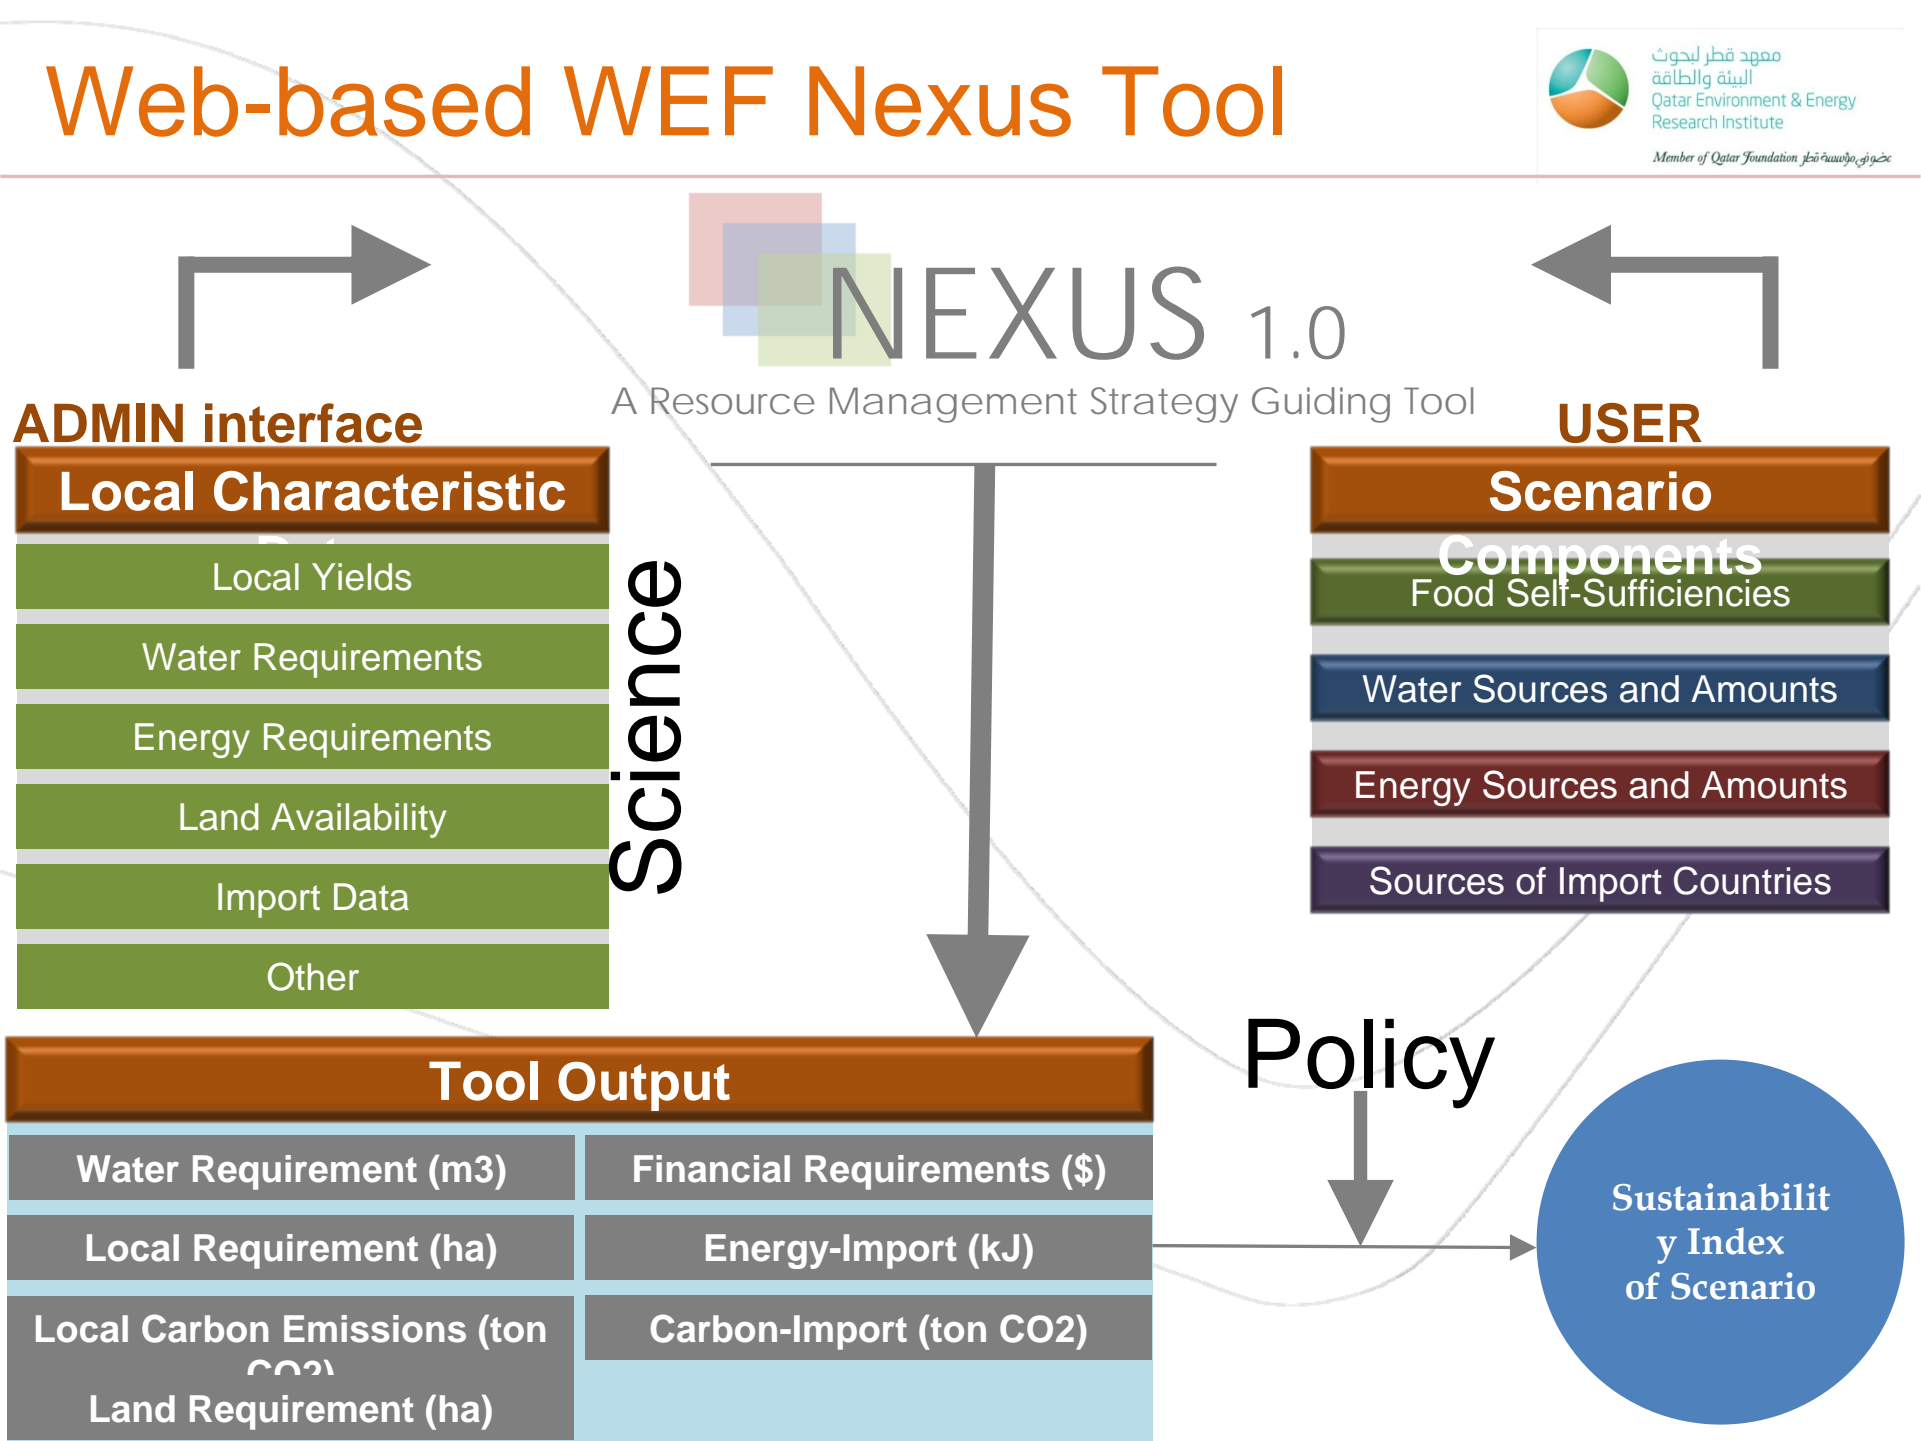 Web-based WEF Nexus Tool
معهد قطر لبحوث
البيئة والطاقة
Qatar Environment & Energy
Research Institute
Member of Qatar Foundation عضو في مؤسسة قطر
NEXUS 1.0
A Resource Management Strategy Guiding Tool
ADMIN interface
Local Characteristic
Local Yields
Water Requirements
Energy Requirements
Land Availability
Import Data
Other
Science
USER
Scenario
Components
Food Self-Sufficiencies
Water Sources and Amounts
Energy Sources and Amounts
Sources of Import Countries
Tool Output
Water Requirement (m3)
Financial Requirements ($)
Local Requirement (ha)
Energy-Import (kJ)
Local Carbon Emissions (ton
CO2)
Carbon-Import (ton CO2)
Land Requirement (ha)
Policy
Sustainabilit
y Index
of Scenario